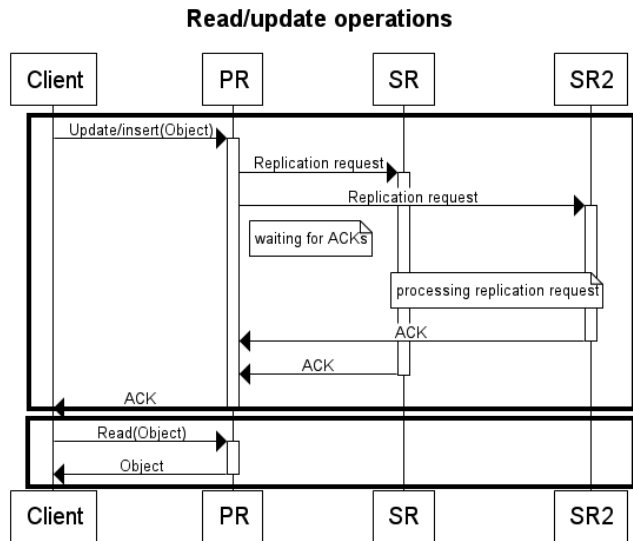 Read/update operations
Client PR SR SR2
Update/insert(Object)
Replication request
Replication request
waiting for ACKs
processing replication request
ACK
ACK
ACK
Read(Object)
Object
Client PR SR SR2